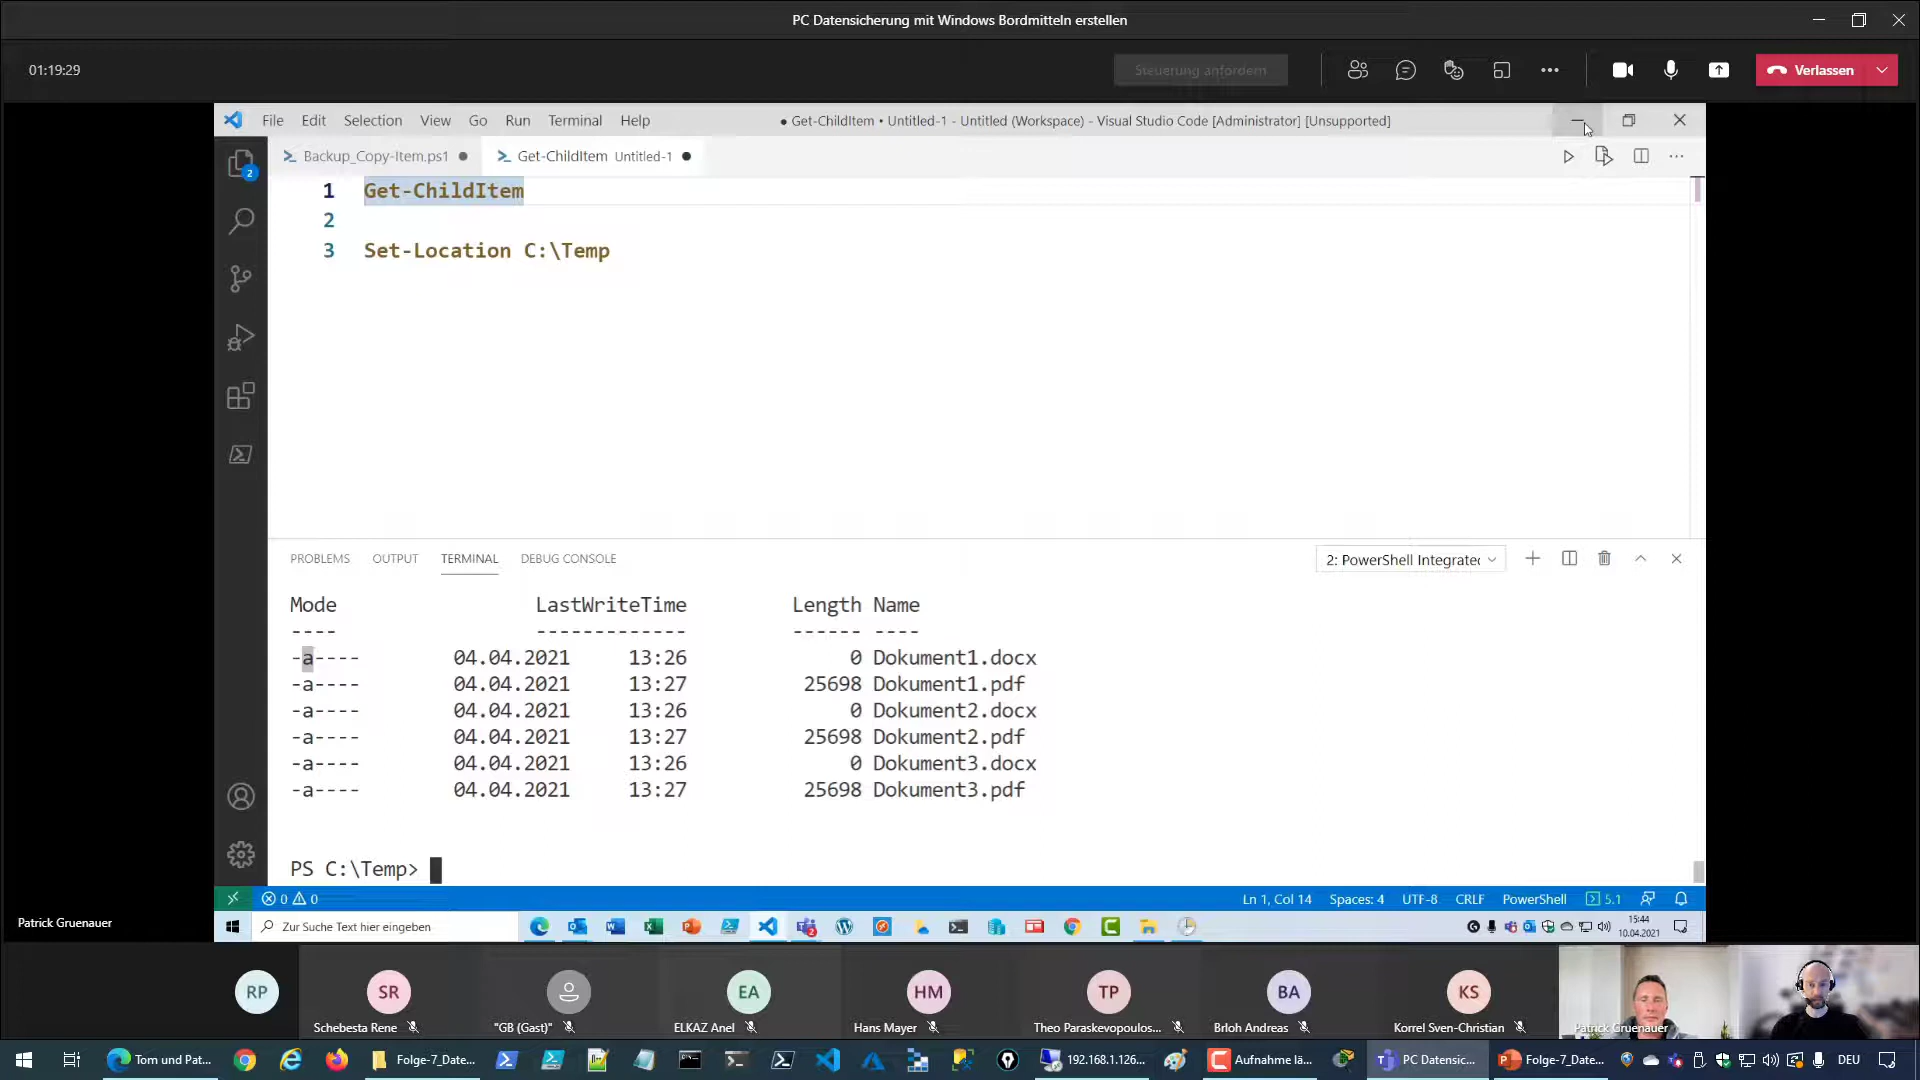 PC Datensicherung mit Windows Bordmitteln erstellen
01:19:29
Steuerung anfordern
Verlassen
File Edit Selection View Go Run Terminal Help
● Get-ChildItem • Untitled-1 - Untitled (Workspace) - Visual Studio Code [Administrator] [Unsupported]
Backup_Copy-Item.ps1 ●
Get-ChildItem Untitled-1 ●
2
1 Get-ChildItem
2
3 Set-Location C:\Temp
PROBLEMS OUTPUT TERMINAL DEBUG CONSOLE
2: PowerShell Integrated
Mode LastWriteTime Length Name
---- ------------- ------ ----
-a---- 04.04.2021 13:26 0 Dokument1.docx
-a---- 04.04.2021 13:27 25698 Dokument1.pdf
-a---- 04.04.2021 13:26 0 Dokument2.docx
-a---- 04.04.2021 13:27 25698 Dokument2.pdf
-a---- 04.04.2021 13:26 0 Dokument3.docx
-a---- 04.04.2021 13:27 25698 Dokument3.pdf
PS C:\Temp>
0 0
Ln 1, Col 14 Spaces: 4 UTF-8 CRLF PowerShell 5.1
Patrick Gruenauer
Zur Suche Text hier eingeben
15:44
10.04.2021
RP
SR
EA
HM
TP
BA
KS
Schebesta Rene
"GB (Gast)"
ELKAZ Anel
Hans Mayer
Theo Paraskevopoulos...
Brloh Andreas
Korrel Sven-Christian
Patrick Gruenauer
Tom und Pat...
Folge-7_Date...
192.168.1.126...
Aufnahme lä...
PC Datensic...
Folge-7_Date...
DEU